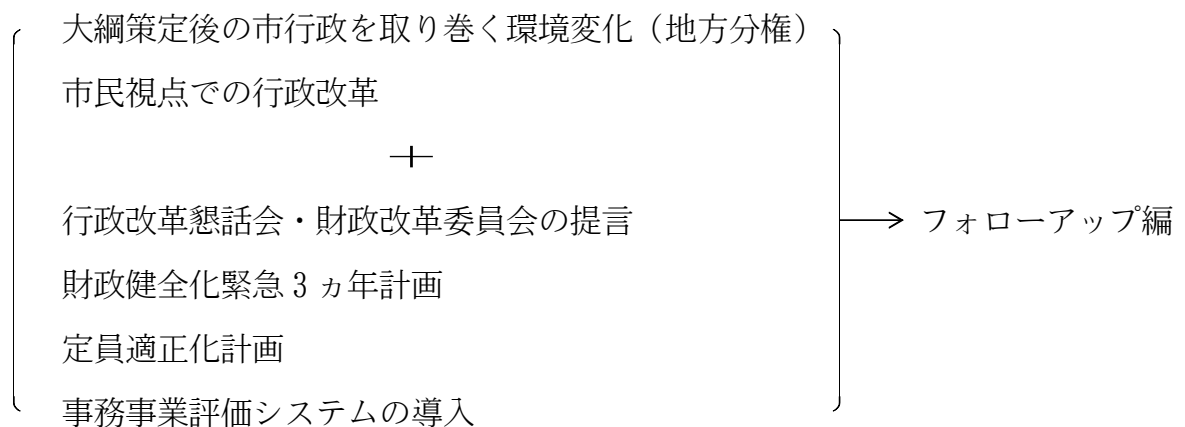 大綱策定後の市行政を取り巻く環境変化（地方分権）
市民視点での行政改革
＋
行政改革懇話会・財政改革委員会の提言
フォローアップ編
財政健全化緊急3ヵ年計画
定員適正化計画
事務事業評価システムの導入